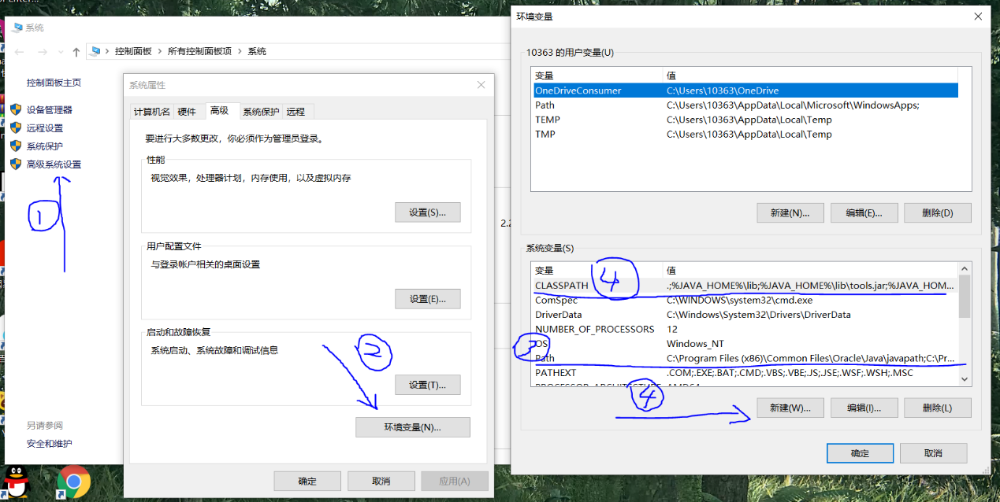 系统
控制面板 > 所有控制面板项 > 系统
控制面板主页
设备管理器
远程设置
系统保护
高级系统设置
①
另请参阅
安全和维护
系统属性
计算机名 硬件 高级 系统保护 远程
要进行大多数更改，你必须作为管理员登录。
性能
视觉效果，处理器计划，内存使用，以及虚拟内存
设置(S)...
用户配置文件
与登录帐户相关的桌面设置
设置(E)...
启动和故障恢复
系统启动、系统故障和调试信息
②
设置(T)...
环境变量(N)...
确定 取消 应用(A)
2.2
环境变量
10363 的用户变量(U)
变量 值
OneDriveConsumer C:\Users\10363\OneDrive
Path C:\Users\10363\AppData\Local\Microsoft\WindowsApps;
TEMP C:\Users\10363\AppData\Local\Temp
TMP C:\Users\10363\AppData\Local\Temp
新建(N)... 编辑(E)... 删除(D)
系统变量(S)
变量 值
④
CLASSPATH .;%JAVA_HOME%\lib;%JAVA_HOME%\lib\tools.jar;%JAVA_HOM...
ComSpec C:\WINDOWS\system32\cmd.exe
DriverData C:\Windows\System32\Drivers\DriverData
NUMBER_OF_PROCESSORS 12
③
OS Windows_NT
Path C:\Program Files (x86)\Common Files\Oracle\Java\javapath;C:\Pr...
PATHEXT .COM;.EXE;.BAT;.CMD;.VBS;.VBE;.JS;.JSE;.WSF;.WSH;.MSC
PROCESSOR_ARCHITECTURE AMD64
④
新建(W)... 编辑(I)... 删除(L)
确定 取消